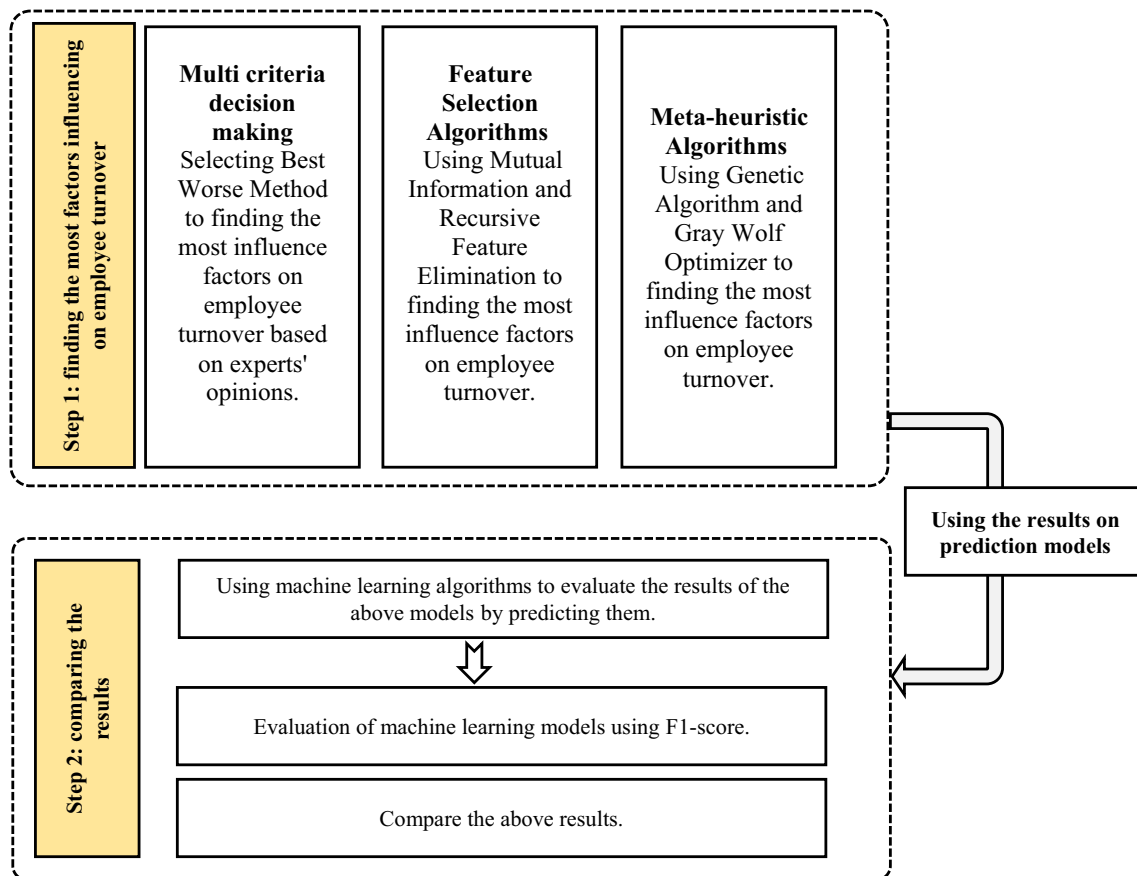 Step 1: finding the most factors influencing
on employee turnover
Multi criteria
decision
making
Selecting Best
Worse Method
to finding the
most influence
factors on
employee
turnover based
on experts'
opinions.
Feature
Selection
Algorithms
Using Mutual
Information and
Recursive
Feature
Elimination to
finding the most
influence factors
on employee
turnover.
Meta-heuristic
Algorithms
Using Genetic
Algorithm and
Gray Wolf
Optimizer to
finding the most
influence factors
on employee
turnover.
Using the results on
prediction models
Step 2: comparing the
results
Using machine learning algorithms to evaluate the results of the
above models by predicting them.
Evaluation of machine learning models using F1-score.
Compare the above results.